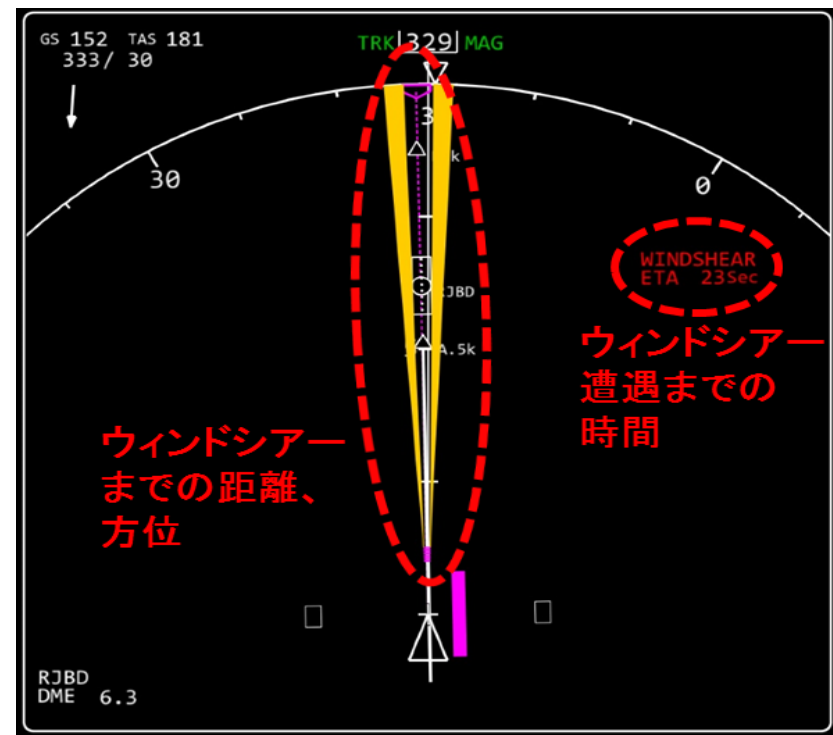 GS 152 TAS 181
333/ 30
TRK 329 MAG
3
k
30
0
WINDSHEAR
ETA 23Sec
RJBD
A.5k
ウィンドシアー
遭遇までの
時間
ウィンドシアー
までの距離、
方位
RJBD
DME 6.3